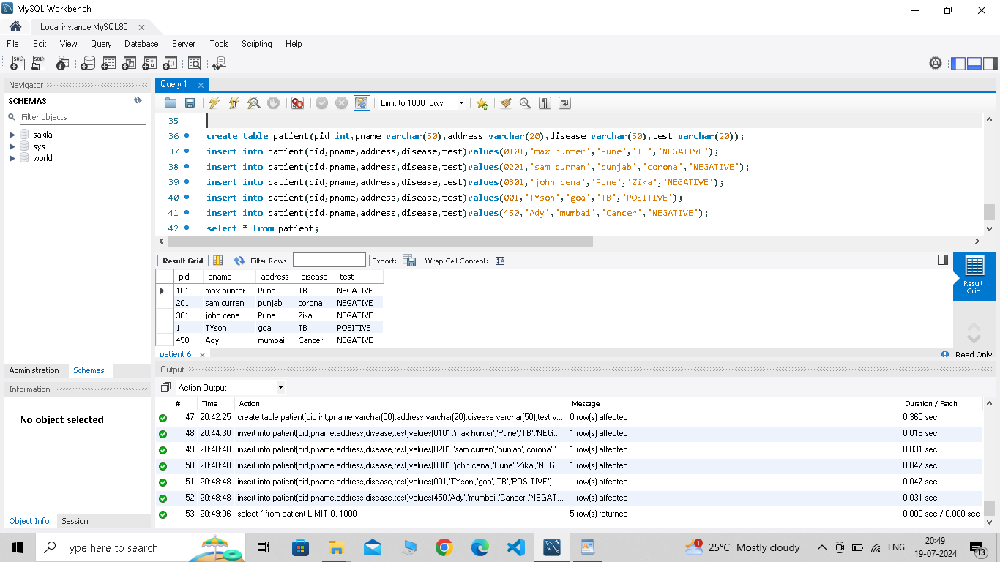 MySQL Workbench
Local instance MySQL80
File Edit View Query Database Server Tools Scripting Help
Navigator
SCHEMAS
Filter objects
sakila
sys
world
Administration Schemas
Information
No object selected
Object Info Session
Query 1
Limit to 1000 rows
35
36 create table patient(pid int,pname varchar(50),address varchar(20),disease varchar(50),test varchar(20));
37 insert into patient(pid,pname,address,disease,test)values(0101,'max hunter','Pune','TB','NEGATIVE');
38 insert into patient(pid,pname,address,disease,test)values(0201,'sam curran','punjab','corona','NEGATIVE');
39 insert into patient(pid,pname,address,disease,test)values(0301,'john cena','Pune','Zika','NEGATIVE');
40 insert into patient(pid,pname,address,disease,test)values(001,'TYson','goa','TB','POSITIVE');
41 insert into patient(pid,pname,address,disease,test)values(450,'Ady','mumbai','Cancer','NEGATIVE');
42 select * from patient;
Result Grid Filter Rows: Export: Wrap Cell Content:
pid pname address disease test
101 max hunter Pune TB NEGATIVE
201 sam curran punjab corona NEGATIVE
301 john cena Pune Zika NEGATIVE
1 TYson goa TB POSITIVE
450 Ady mumbai Cancer NEGATIVE
Result
Grid
patient 6
Read Only
Output
Action Output
# Time Action Message Duration / Fetch
47 20:42:25 create table patient(pid int,pname varchar(50),address varchar(20),disease varchar(50),test v... 0 row(s) affected 0.360 sec
48 20:44:30 insert into patient(pid,pname,address,disease,test)values(0101,'max hunter','Pune','TB','NEG... 1 row(s) affected 0.016 sec
49 20:48:48 insert into patient(pid,pname,address,disease,test)values(0201,'sam curran','punjab','corona','... 1 row(s) affected 0.031 sec
50 20:48:48 insert into patient(pid,pname,address,disease,test)values(0301,'john cena','Pune','Zika','NEG... 1 row(s) affected 0.047 sec
51 20:48:48 insert into patient(pid,pname,address,disease,test)values(001,'TYson','goa','TB','POSITIVE') 1 row(s) affected 0.047 sec
52 20:48:48 insert into patient(pid,pname,address,disease,test)values(450,'Ady','mumbai','Cancer','NEGAT... 1 row(s) affected 0.031 sec
53 20:49:06 select * from patient LIMIT 0, 1000 5 row(s) returned 0.000 sec / 0.000 sec
Type here to search
1
25°C Mostly cloudy
ENG
20:49
19-07-2024
13